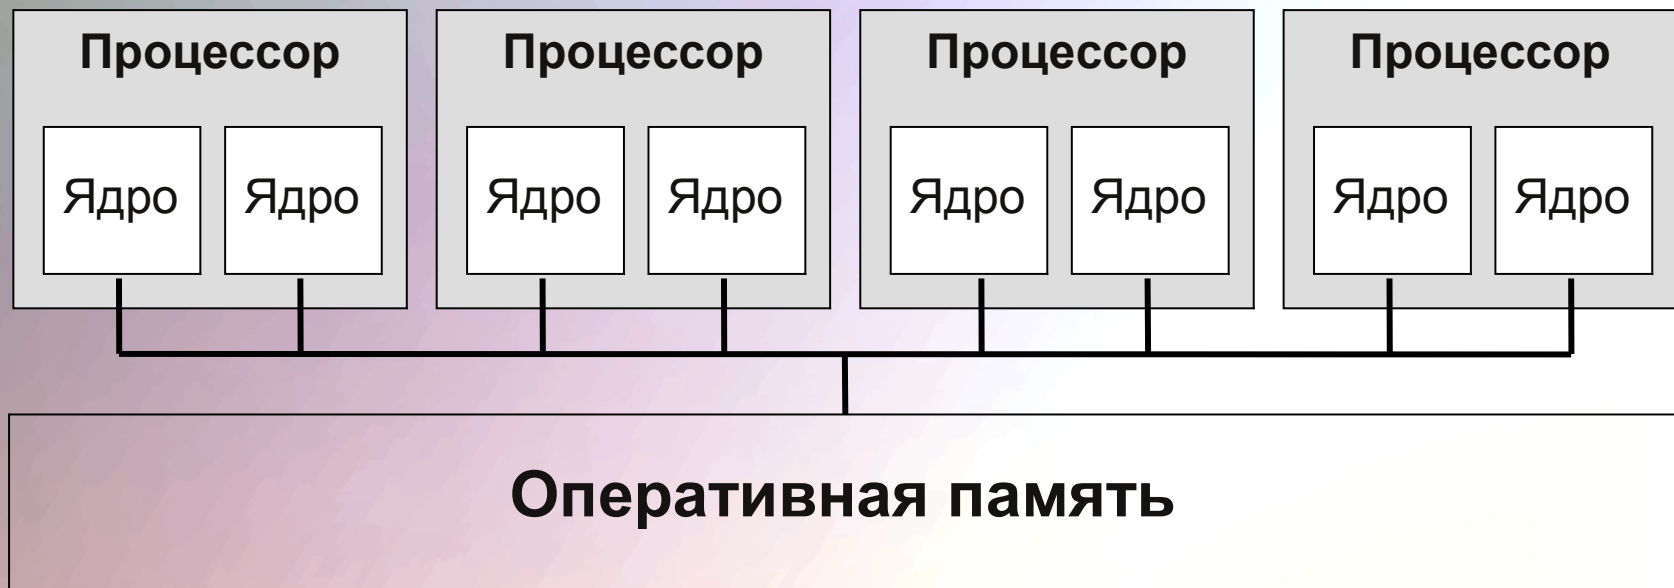 Процессор Процессор Процессор Процессор
Ядро Ядро Ядро Ядро Ядро Ядро Ядро Ядро
Оперативная память